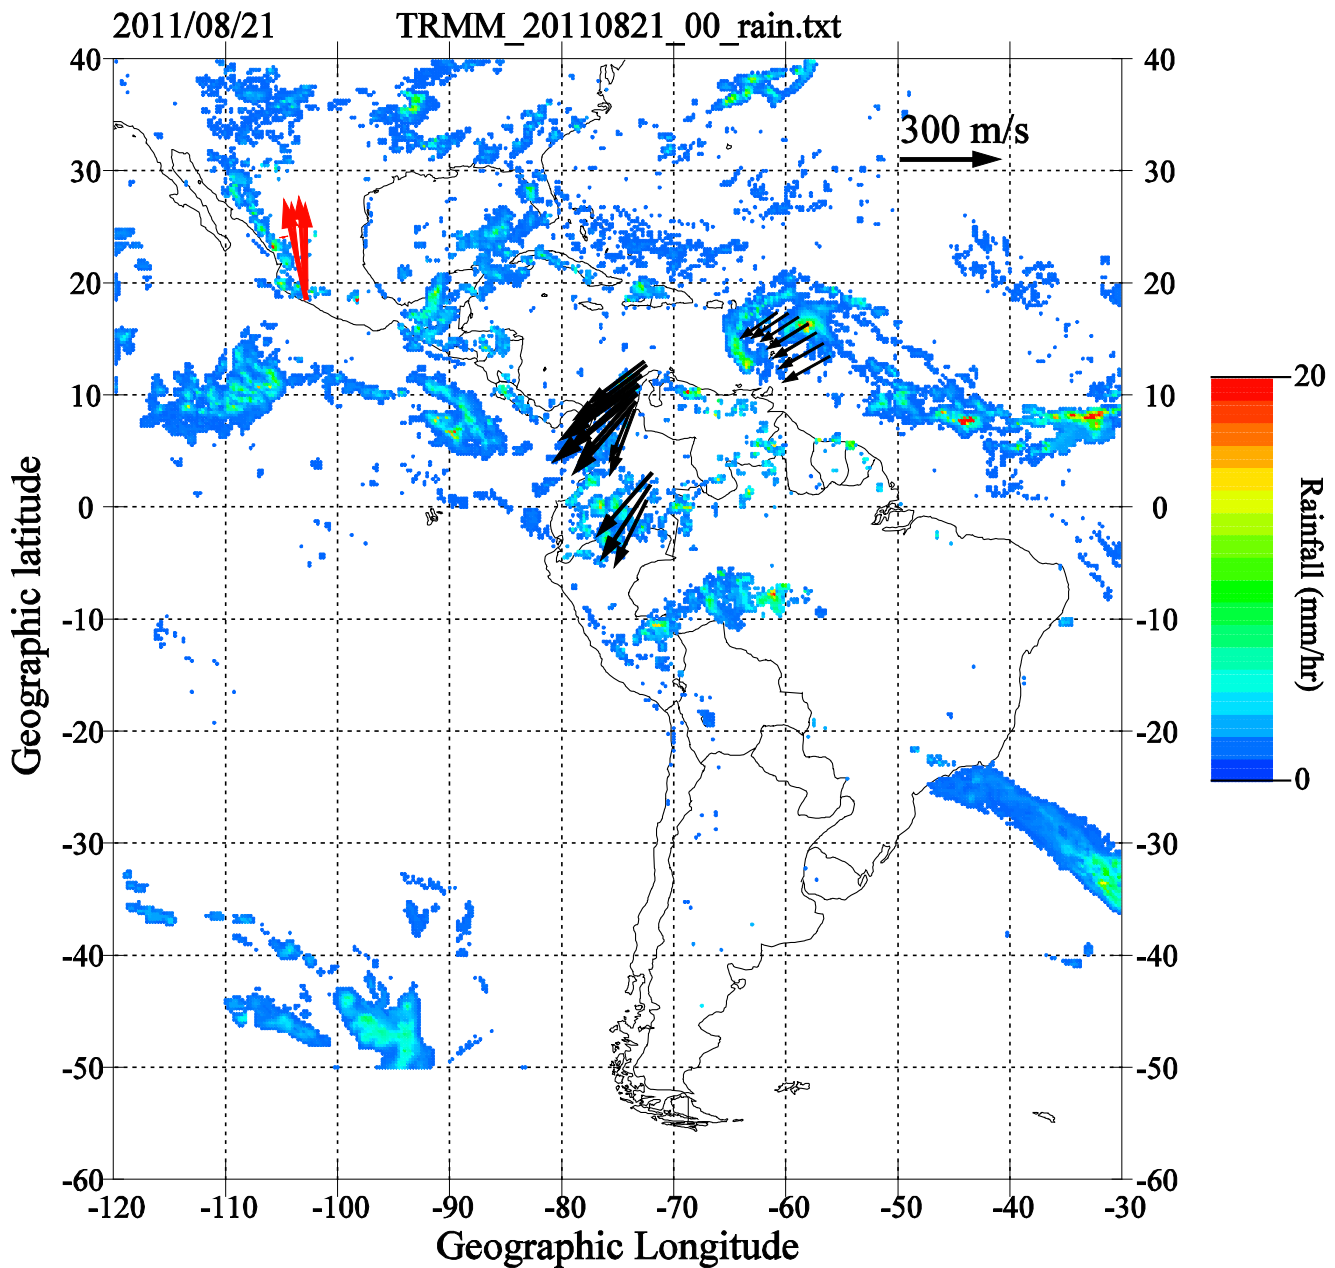 2011/08/21 TRMM_20110821_00_rain.txt
300 m/s
40 40
30 30
20 20
10 10
0 0
-10 -10
-20 -20
-30 -30
-40 -40
-50 -50
-60 -60
-120 -110 -100 -90 -80 -70 -60 -50 -40 -30
Geographic Longitude
Geographic latitude
20
0
Rainfall (mm/hr)